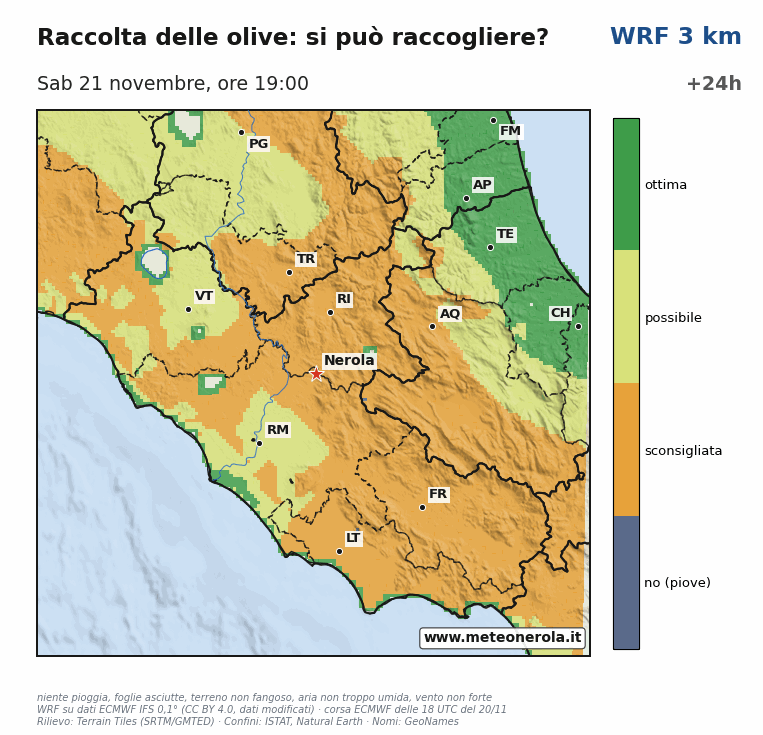 Raccolta delle olive: si può raccogliere?
WRF 3 km
Sab 21 novembre, ore 19:00
+24h
FM
PG
AP
TE
TR
VT
RI
AQ
CH
Nerola
RM
FR
LT
www.meteonerola.it
ottima
possibile
sconsigliata
no (piove)
niente pioggia, foglie asciutte, terreno non fangoso, aria non troppo umida, vento non forte
WRF su dati ECMWF IFS 0,1° (CC BY 4.0, dati modificati) · corsa ECMWF delle 18 UTC del 20/11
Rilievo: Terrain Tiles (SRTM/GMTED) · Confini: ISTAT, Natural Earth · Nomi: GeoNames